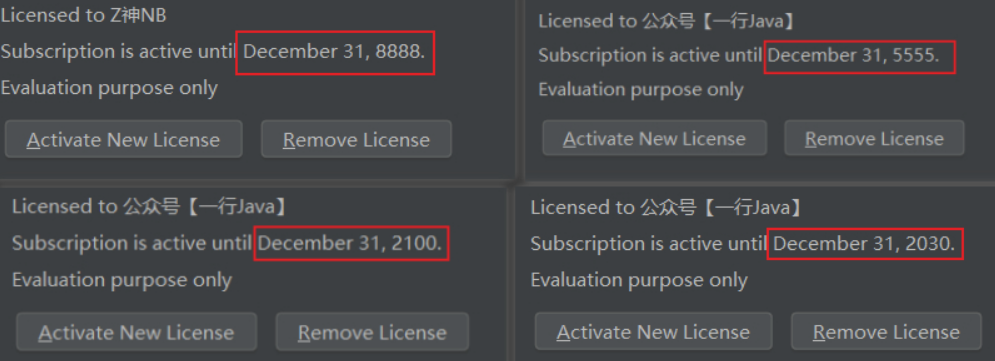 Licensed to Z神NB
Subscription is active until December 31, 8888.
Evaluation purpose only
Activate New License
Remove License
Licensed to 公众号【一行Java】
Subscription is active until December 31, 5555.
Evaluation purpose only
Activate New License
Remove License
Licensed to 公众号【一行Java】
Subscription is active until December 31, 2100.
Evaluation purpose only
Activate New License
Remove License
Licensed to 公众号【一行Java】
Subscription is active until December 31, 2030.
Evaluation purpose only
Activate New License
Remove License